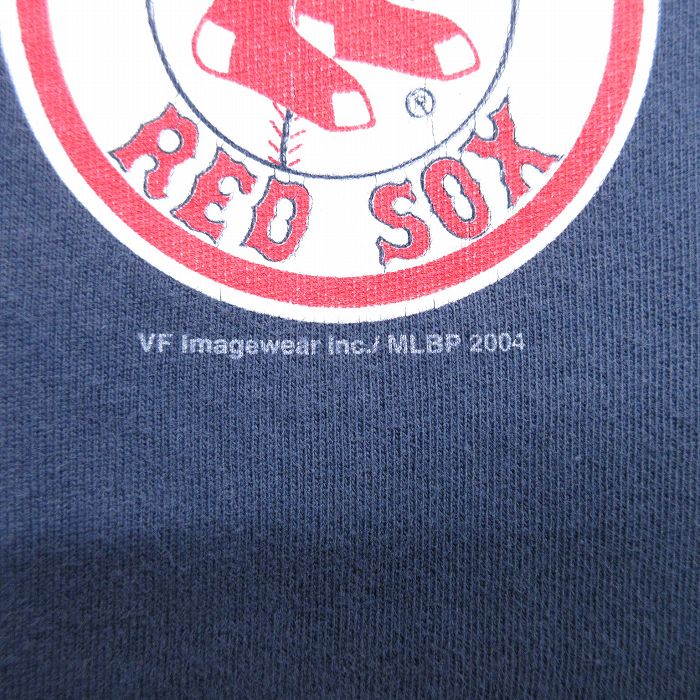 ®
RED SOX
VF Imagewear Inc./ MLBP 2004